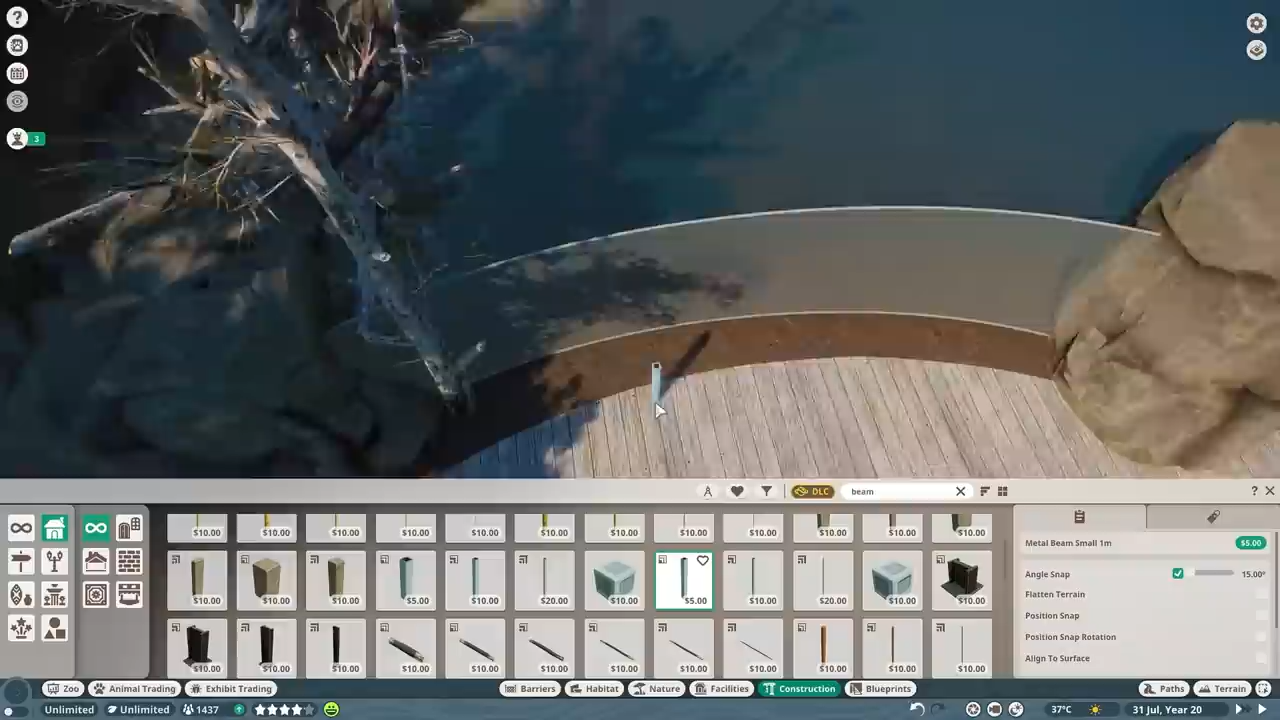 ?
3
DLC
beam
?
$10.00 $10.00 $10.00 $10.00 $10.00 $10.00 $10.00 $10.00 $10.00 $10.00 $10.00 $10.00
$10.00 $10.00 $10.00 $5.00 $10.00 $20.00 $10.00 $5.00 $10.00 $20.00 $10.00 $10.00
$10.00 $10.00 $10.00 $10.00 $10.00 $10.00 $10.00 $10.00 $10.00 $10.00 $10.00 $10.00
Metal Beam Small 1m $5.00
Angle Snap 15.00°
Flatten Terrain
Position Snap
Position Snap Rotation
Align To Surface
Zoo Animal Trading Exhibit Trading Barriers Habitat Nature Facilities Construction Blueprints Paths Terrain
Unlimited Unlimited 1437 37°C 31 Jul, Year 20